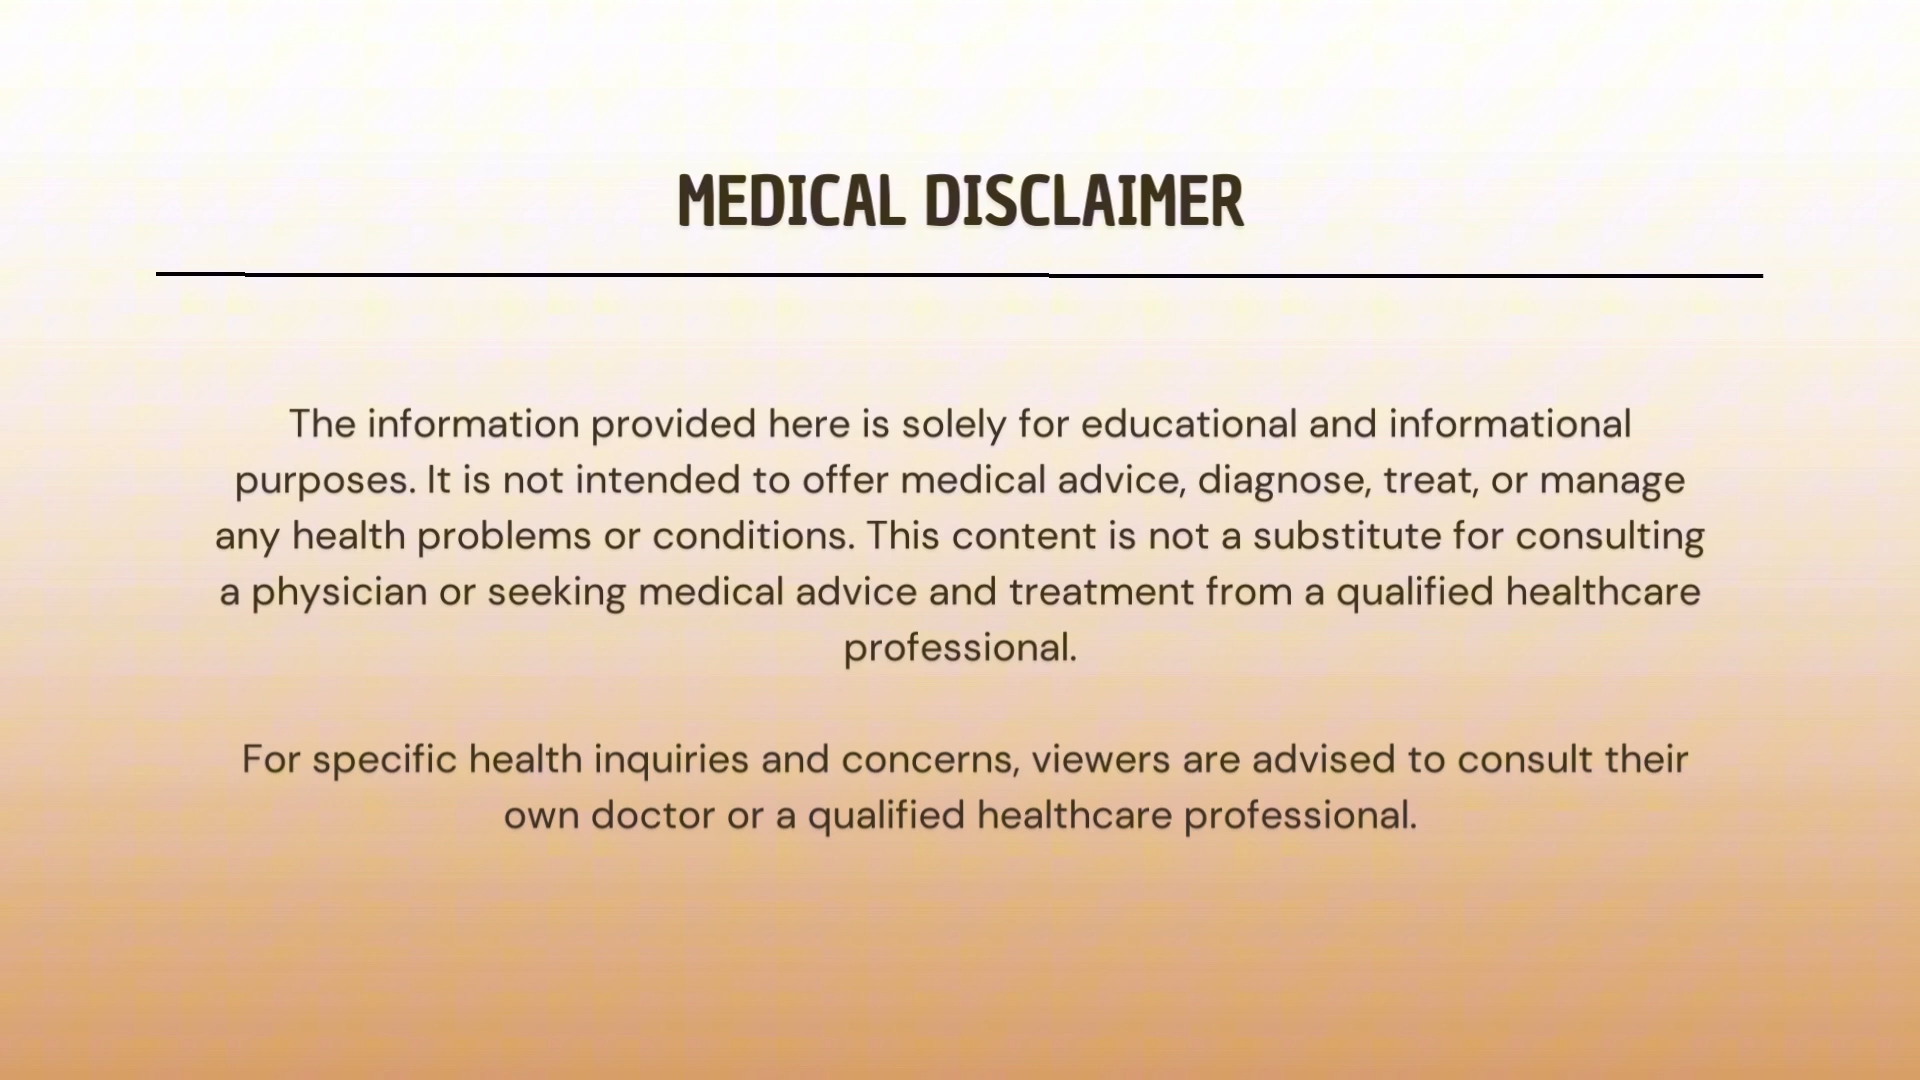 MEDICAL DISCLAIMER
The information provided here is solely for educational and informational
purposes. It is not intended to offer medical advice, diagnose, treat, or manage
any health problems or conditions. This content is not a substitute for consulting
a physician or seeking medical advice and treatment from a qualified healthcare
professional.
For specific health inquiries and concerns, viewers are advised to consult their
own doctor or a qualified healthcare professional.